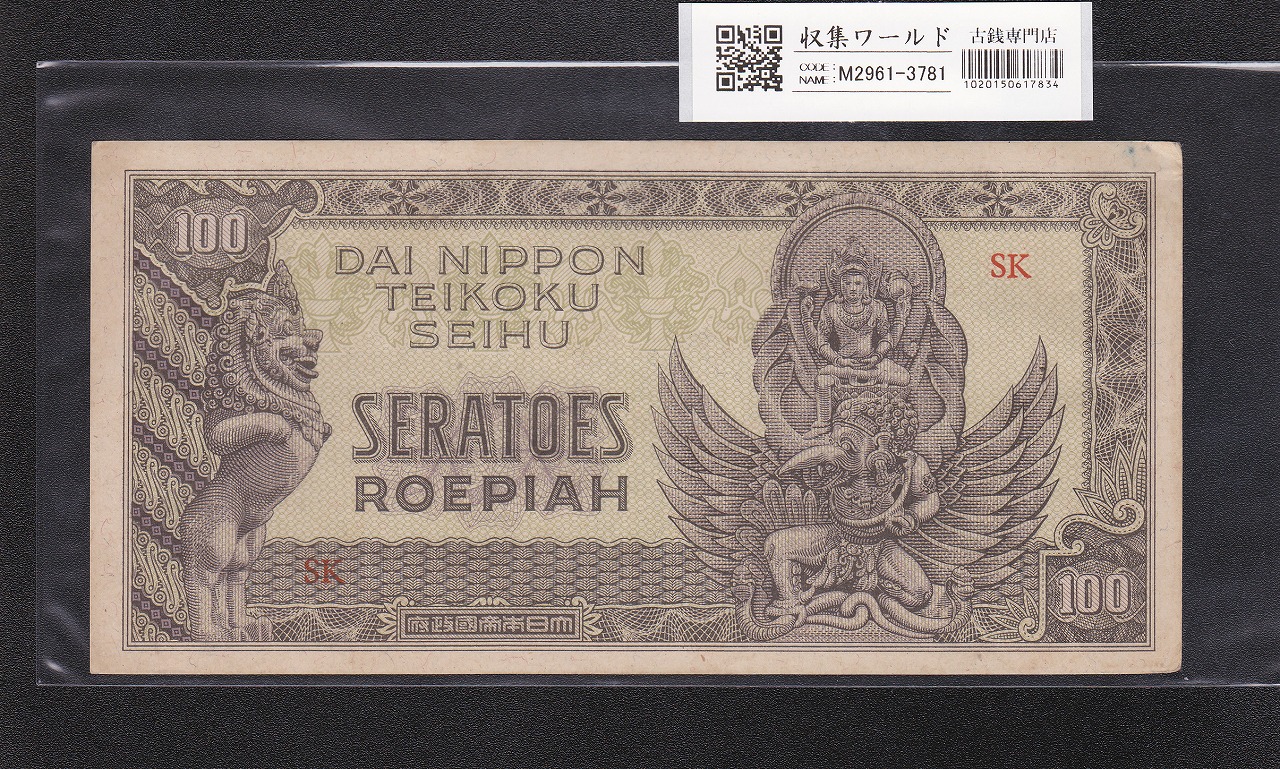 収集ワールド 古銭専門店
CODE:
NAME: M2961-3781
1020150617834
100
DAI NIPPON
TEIKOKU
SEIHU
SK
SERATOES
ROEPIAH
SK
100
府政國帝本日大